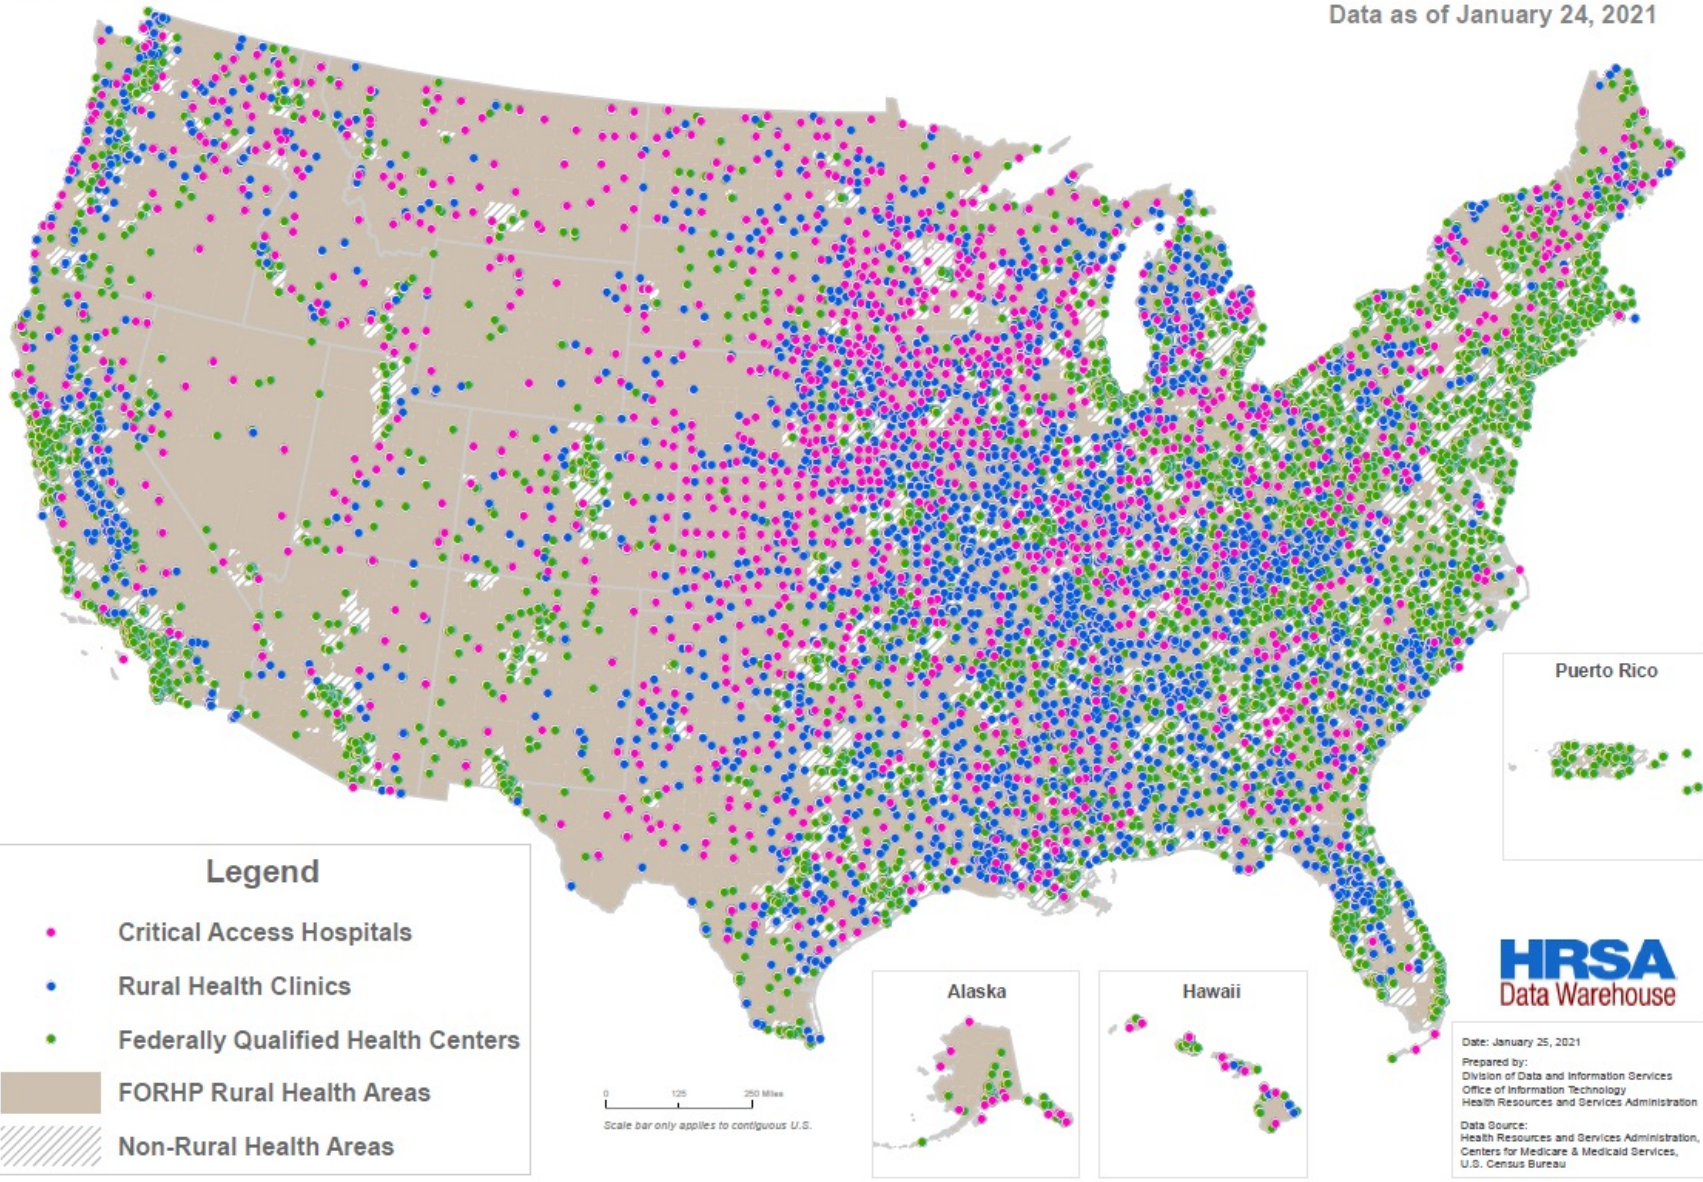 Data as of January 24, 2021
Puerto Rico
Legend
Critical Access Hospitals
Rural Health Clinics
Federally Qualified Health Centers
FORHP Rural Health Areas
Non-Rural Health Areas
0 125 250 Miles
Scale bar only applies to contiguous U.S.
Alaska
Hawaii
HRSA
Data Warehouse
Date: January 25, 2021
Prepared by:
Division of Data and Information Services
Office of Information Technology
Health Resources and Services Administration
Data Source:
Health Resources and Services Administration,
Centers for Medicare & Medicaid Services,
U.S. Census Bureau